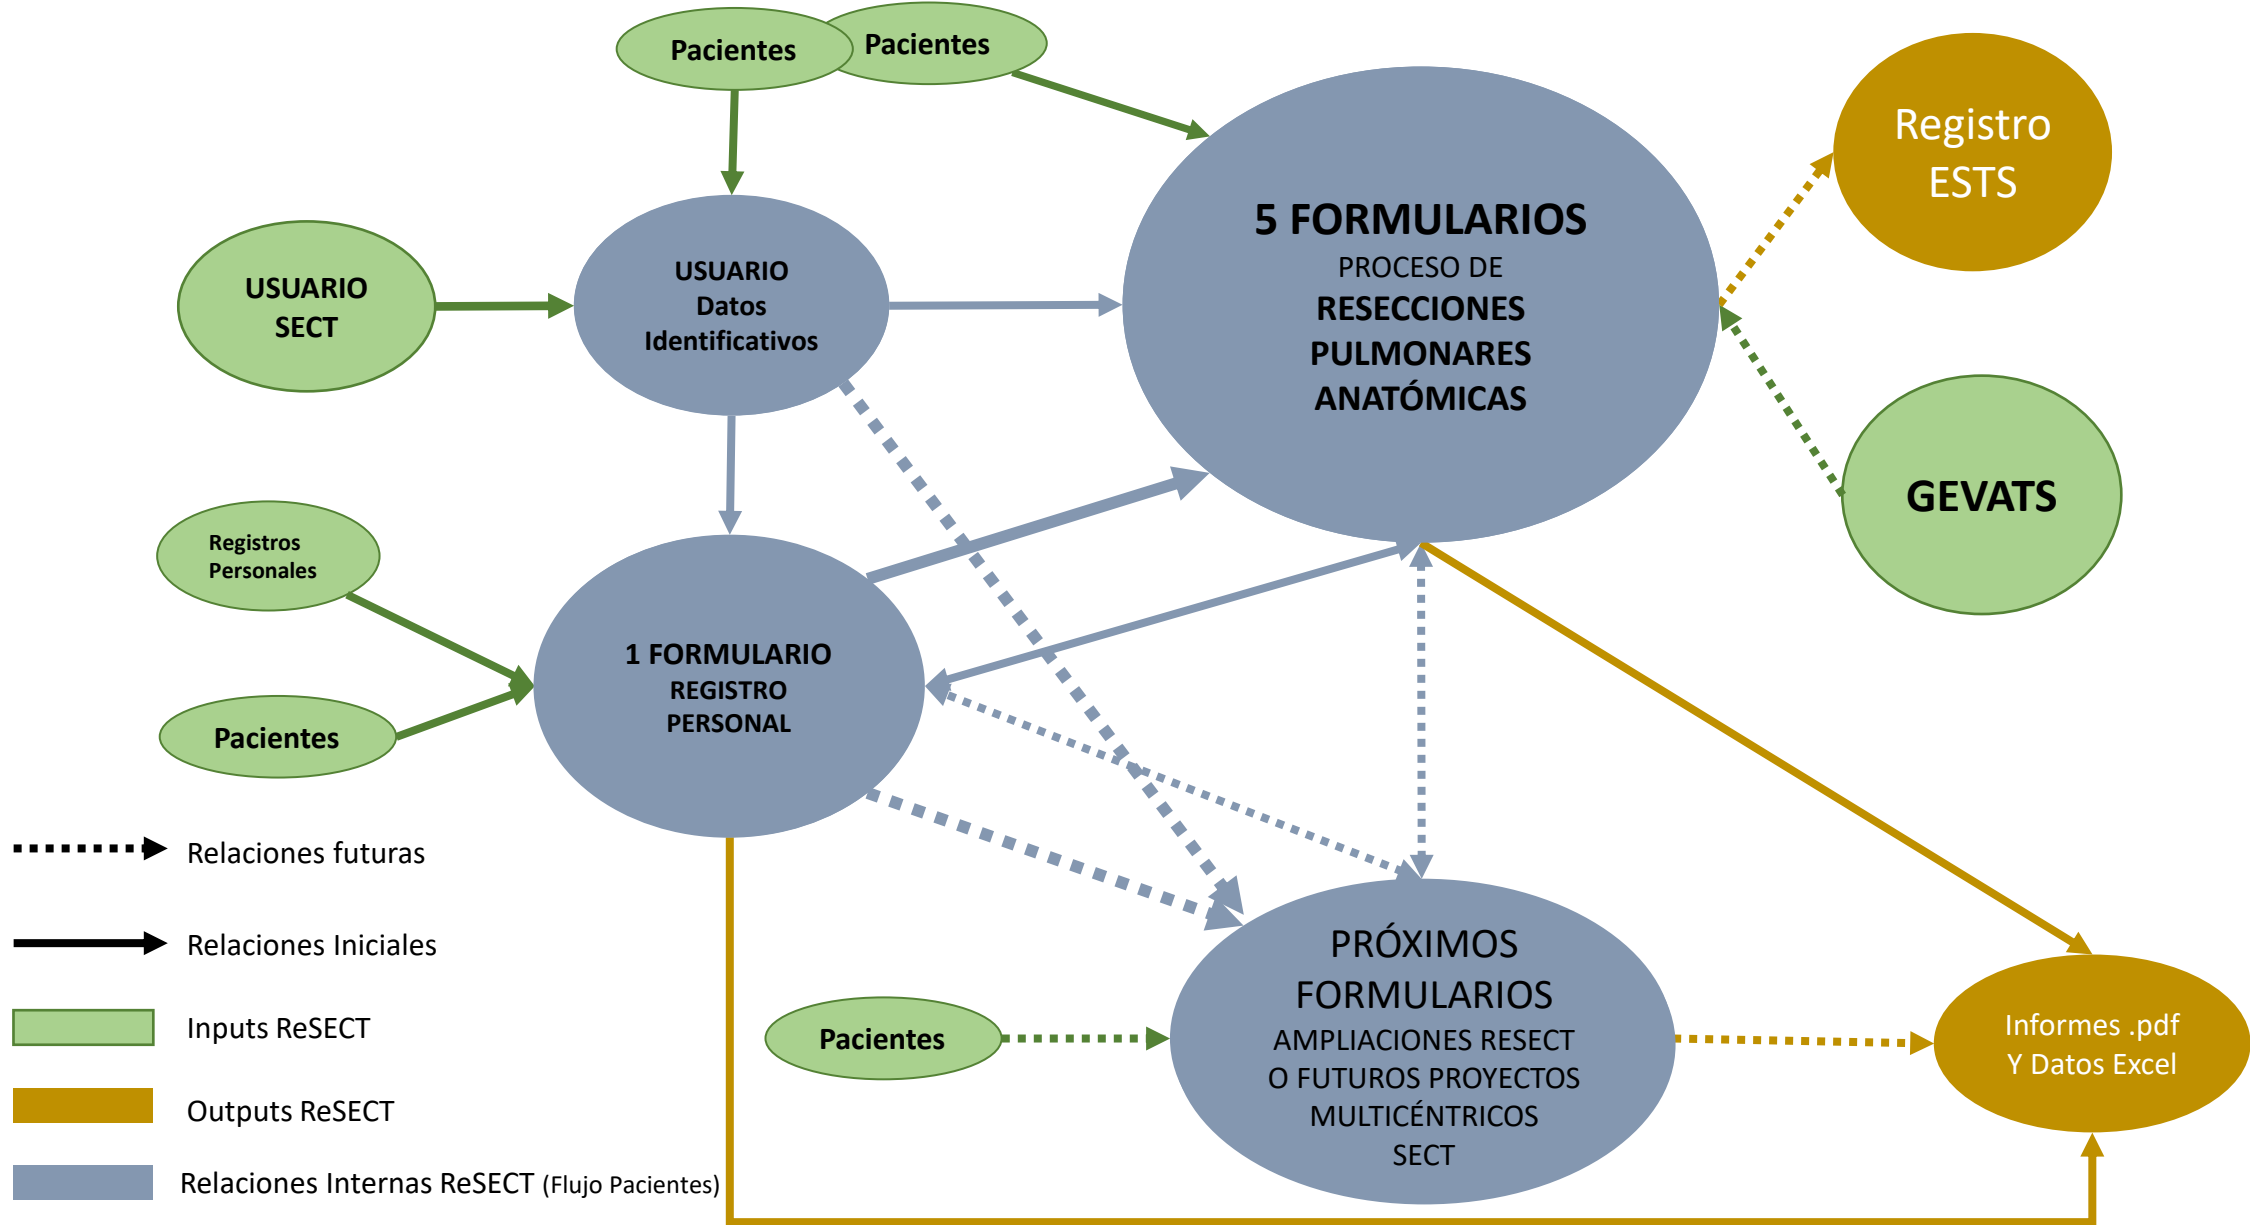 Pacientes
Pacientes
Registro
ESTS
5 FORMULARIOS
PROCESO DE
RESECCIONES
PULMONARES
ANATÓMICAS
USUARIO
SECT
USUARIO
Datos
Identificativos
GEVATS
Registros
Personales
1 FORMULARIO
REGISTRO
PERSONAL
Pacientes
Relaciones futuras
Relaciones Iniciales
Inputs ReSECT
Outputs ReSECT
Relaciones Internas ReSECT (Flujo Pacientes)
Pacientes
PRÓXIMOS
FORMULARIOS
AMPLIACIONES RESECT
O FUTUROS PROYECTOS
MULTICÉNTRICOS
SECT
Informes .pdf
Y Datos Excel